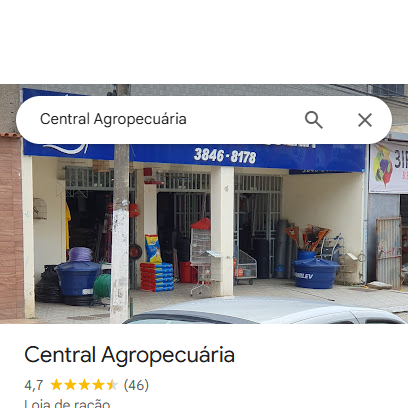 Central Agropecuária
3846-8178
Central Agropecuária
4,7 (46)
Loja de ração